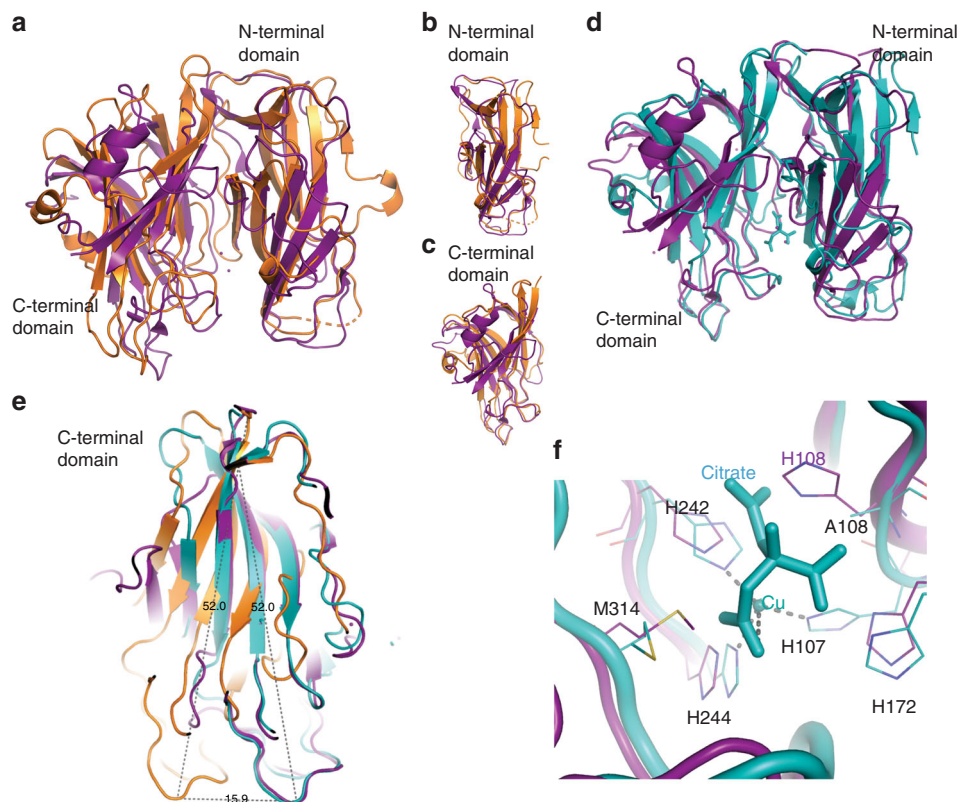 a
N-terminal
domain
C-terminal
domain
b
N-terminal
domain
c
C-terminal
domain
d
N-terminal
domain
C-terminal
domain
e
C-terminal
domain
52.0
52.0
15.9
f
Citrate
H108
H242
A108
Cu
M314
H107
H244
H172